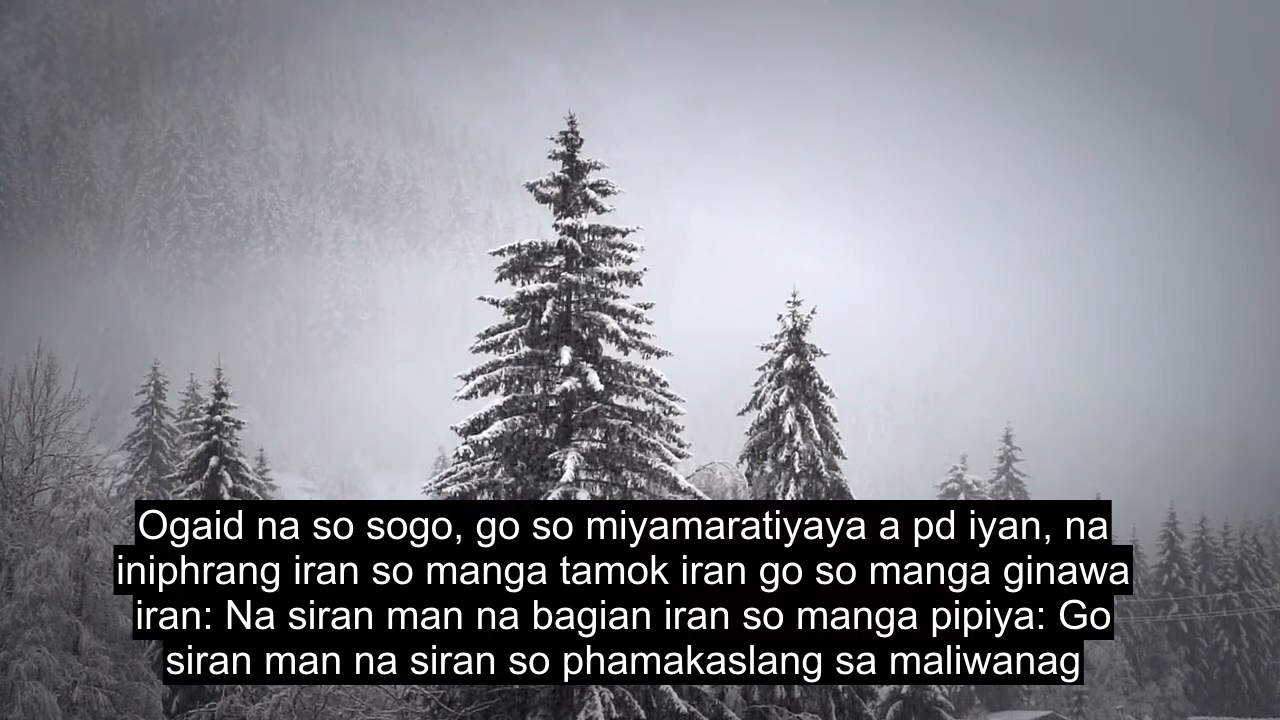 Ogaid na so sogo, go so miyamaratiyaya a pd iyan, na
iniphrang iran so manga tamok iran go so manga ginawa
iran: Na siran man na bagian iran so manga pipiya: Go
siran man na siran so phamakaslang sa maliwanag